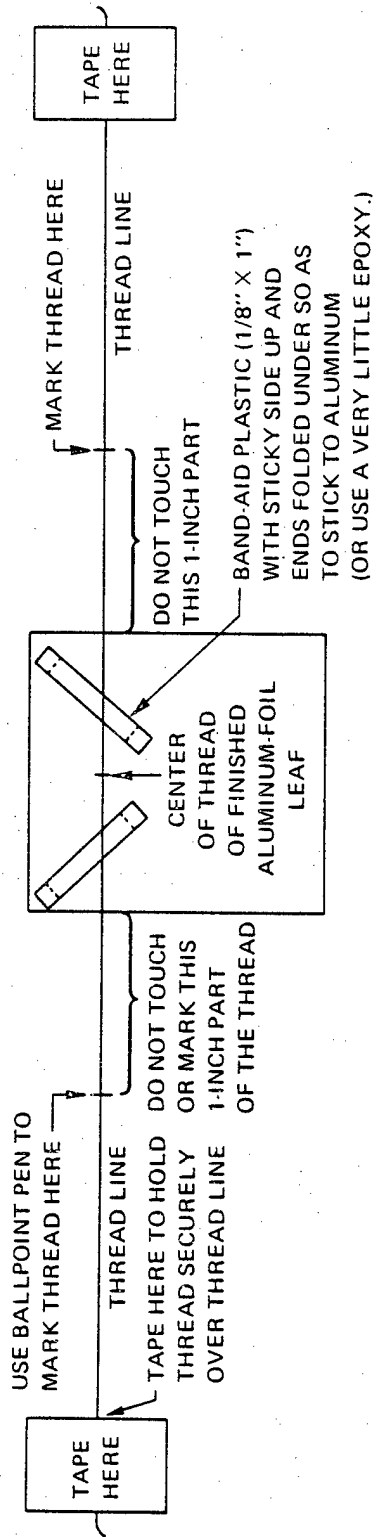 USE BALLPOINT PEN TO
MARK THREAD HERE
MARK THREAD HERE
TAPE
HERE
THREAD LINE
THREAD LINE
TAPE
HERE
TAPE HERE TO HOLD
THREAD SECURELY
OVER THREAD LINE
DO NOT TOUCH
OR MARK THIS
1-INCH PART
OF THE THREAD
CENTER
OF THREAD
OF FINISHED
ALUMINUM-FOIL
LEAF
DO NOT TOUCH
THIS 1-INCH PART
BAND-AID PLASTIC (1/8" X 1")
WITH STICKY SIDE UP AND
ENDS FOLDED UNDER SO AS
TO STICK TO ALUMINUM
(OR USE A VERY LITTLE EPOXY.)